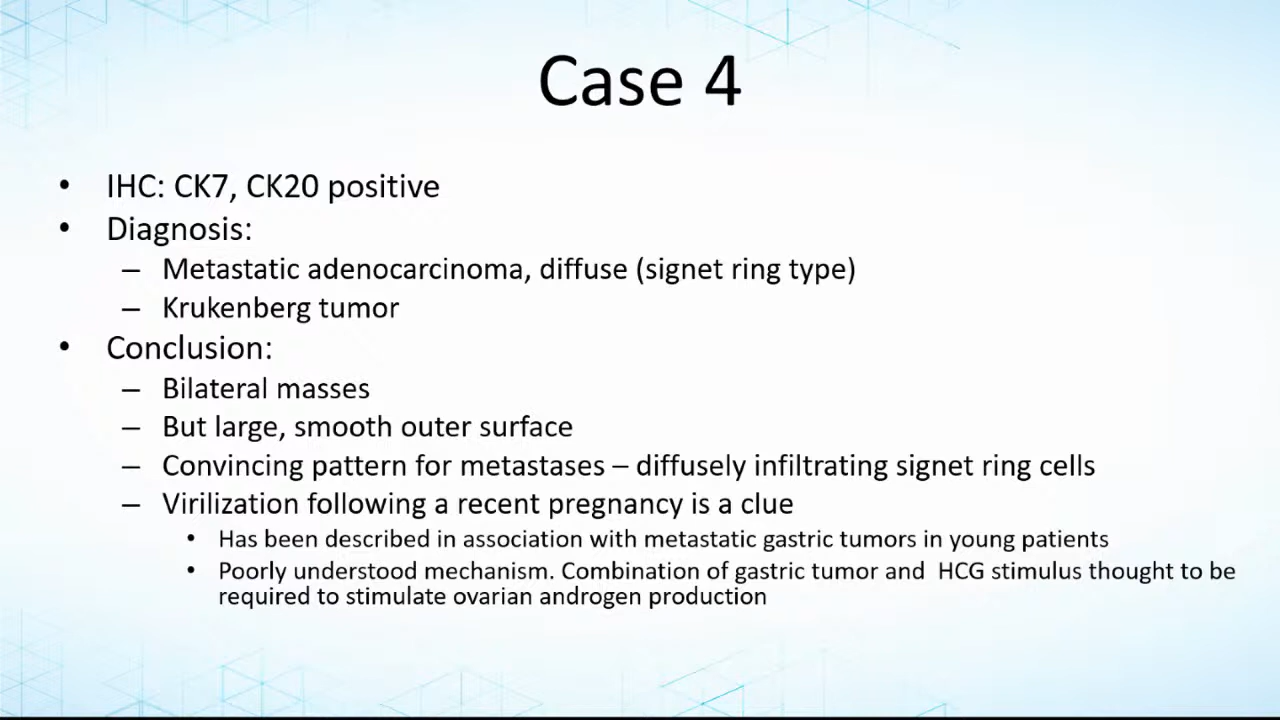 Case 4
• IHC: CK7, CK20 positive
• Diagnosis:
– Metastatic adenocarcinoma, diffuse (signet ring type)
– Krukenberg tumor
• Conclusion:
– Bilateral masses
– But large, smooth outer surface
– Convincing pattern for metastases – diffusely infiltrating signet ring cells
– Virilization following a recent pregnancy is a clue
• Has been described in association with metastatic gastric tumors in young patients
• Poorly understood mechanism. Combination of gastric tumor and  HCG stimulus thought to be
required to stimulate ovarian androgen production